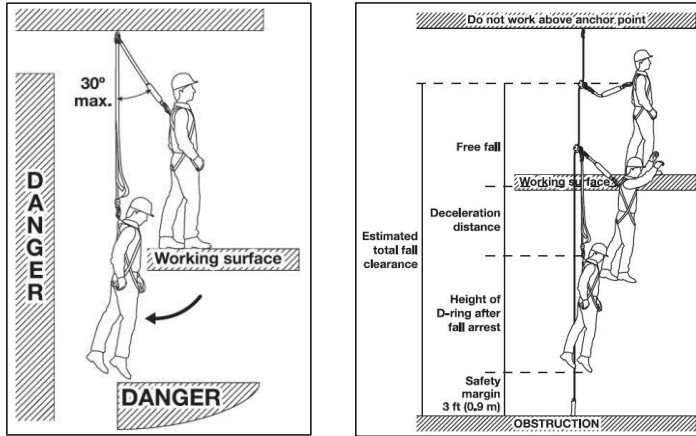 30º
max.
DANGER
Working surface
DANGER
Do not work above anchor point
Free fall
Working surface
Deceleration
distance
Estimated
total fall
clearance
Height of
D-ring after
fall arrest
Safety
margin
3 ft (0.9 m)
OBSTRUCTION